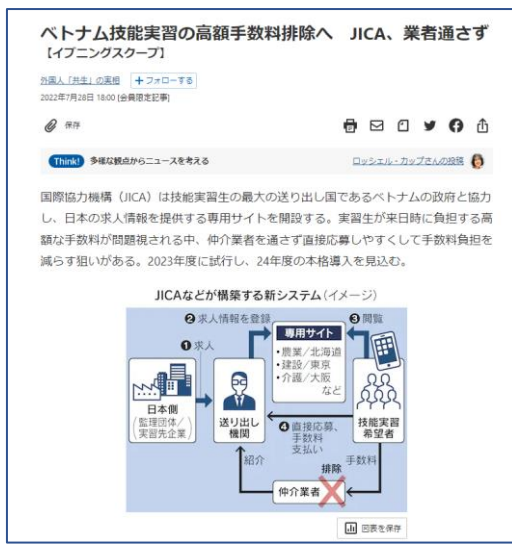 ベトナム技能実習の高額手数料排除へ　JICA、業者通さず
【イブニングスクープ】
外国人「共生」の実相 ＋フォローする
2022年7月28日 18:00 [会員限定記事]
保存
Think! 多様な観点からニュースを考える ロッシェル・カップさんの投稿
国際協力機構（JICA）は技能実習生の最大の送り出し国であるベトナムの政府と協力
し、日本の求人情報を提供する専用サイトを開設する。実習生が来日時に負担する高
額な手数料が問題視される中、仲介業者を通さず直接応募しやすくして手数料負担を
減らす狙いがある。2023年度に試行し、24年度の本格導入を見込む。
JICAなどが構築する新システム(イメージ)
❷求人情報を登録
❸閲覧
専用サイト
・農業／北海道
・建設／東京
・介護／大阪
など
❶求人
日本側
(監理団体／
実習先企業)
送り出し
機関
❹直接応募、
手数料
支払い
技能実習
希望者
紹介
排除
手数料
仲介業者
図表を保存